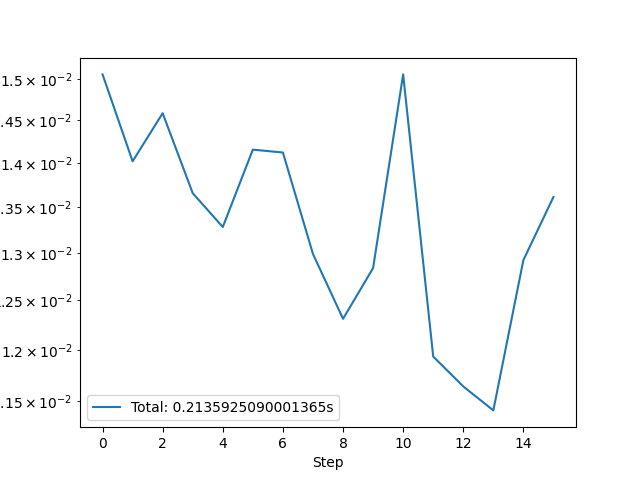 1.5 × 10⁻²
.45 × 10⁻²
1.4 × 10⁻²
.35 × 10⁻²
1.3 × 10⁻²
.25 × 10⁻²
1.2 × 10⁻²
.15 × 10⁻²
Total: 0.2135925090001365s
0 2 4 6 8 10 12 14
Step